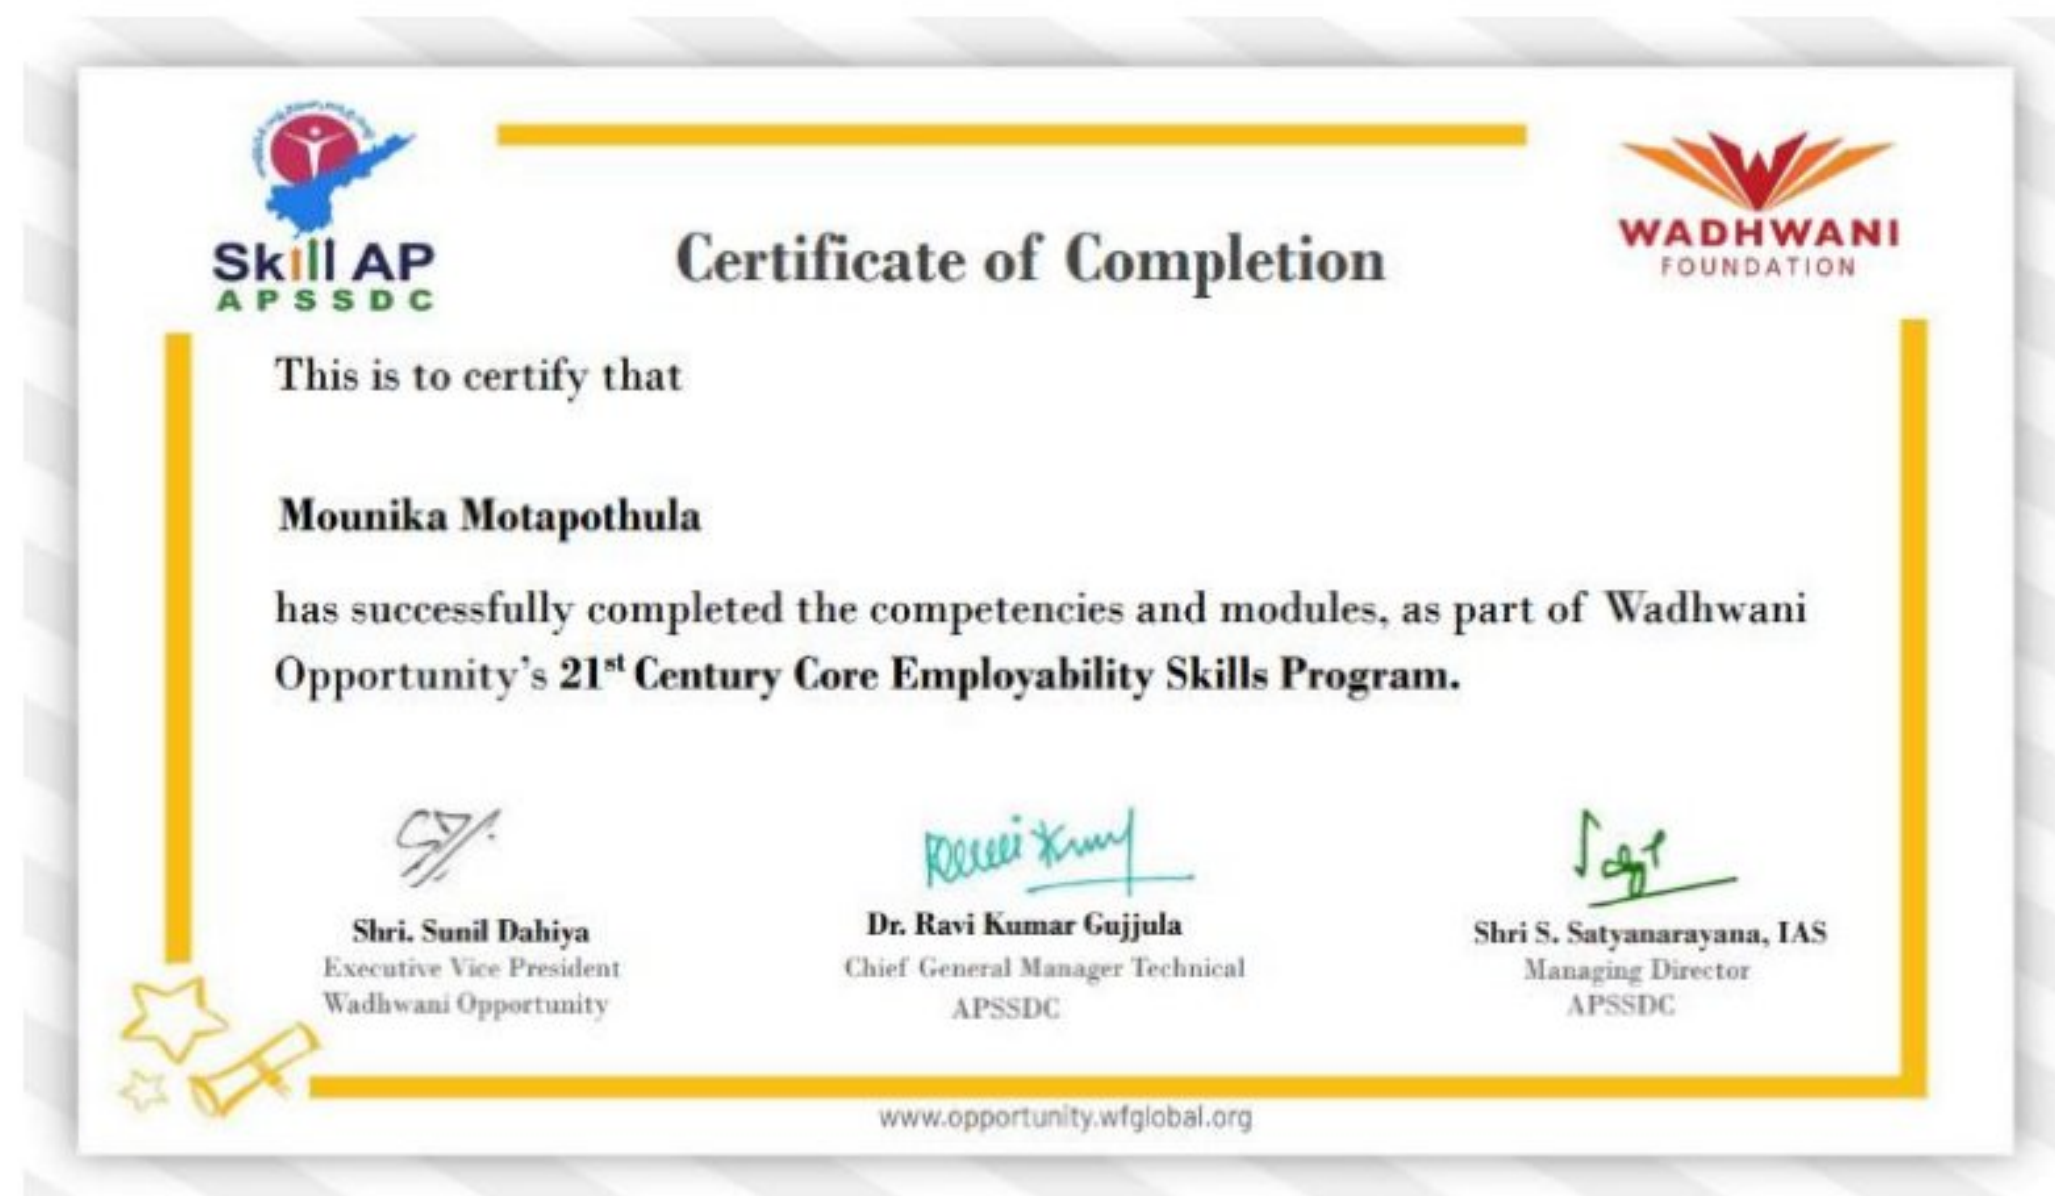 Skill AP
APSSDC
WADHWANI
FOUNDATION
Certificate of Completion
This is to certify that
Mounika Motapothula
has successfully completed the competencies and modules, as part of Wadhwani
Opportunity's 21st Century Core Employability Skills Program.
Shri. Sunil Dahiya
Executive Vice President
Wadhwani Opportunity
Dr. Ravi Kumar Gujjula
Chief General Manager Technical
APSSDC
Shri S. Satyanarayana, IAS
Managing Director
APSSDC
www.opportunity.wfglobal.org